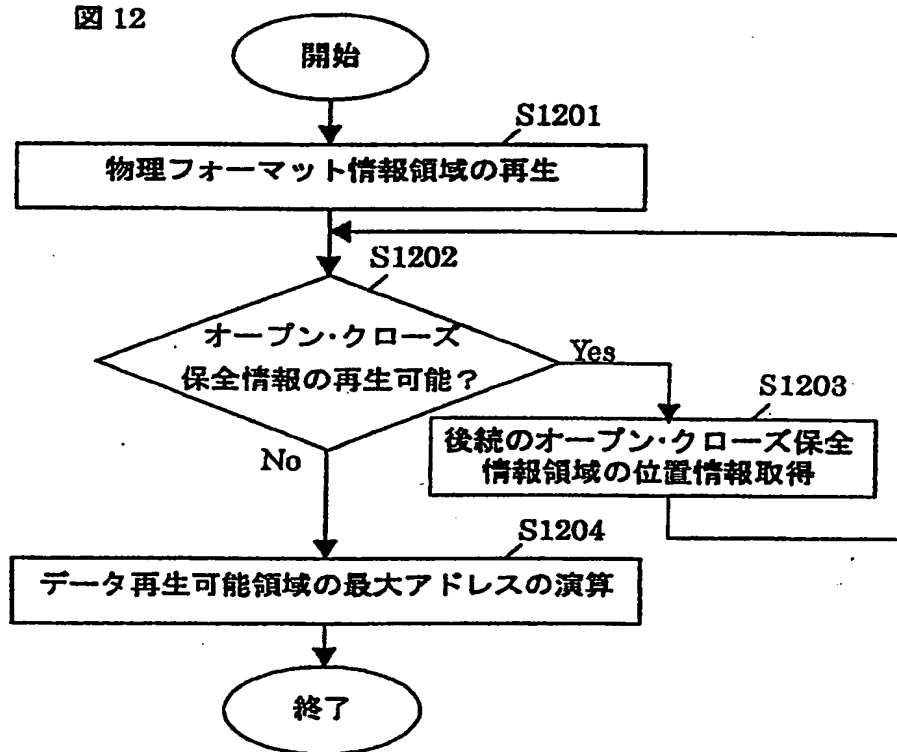 図 12
開始
S1201
物理フォーマット情報領域の再生
S1202
オープン・クローズ
保全情報の再生可能?
Yes
S1203
後続のオープン・クローズ保全
情報領域の位置情報取得
No
S1204
データ再生可能領域の最大アドレスの演算
終了